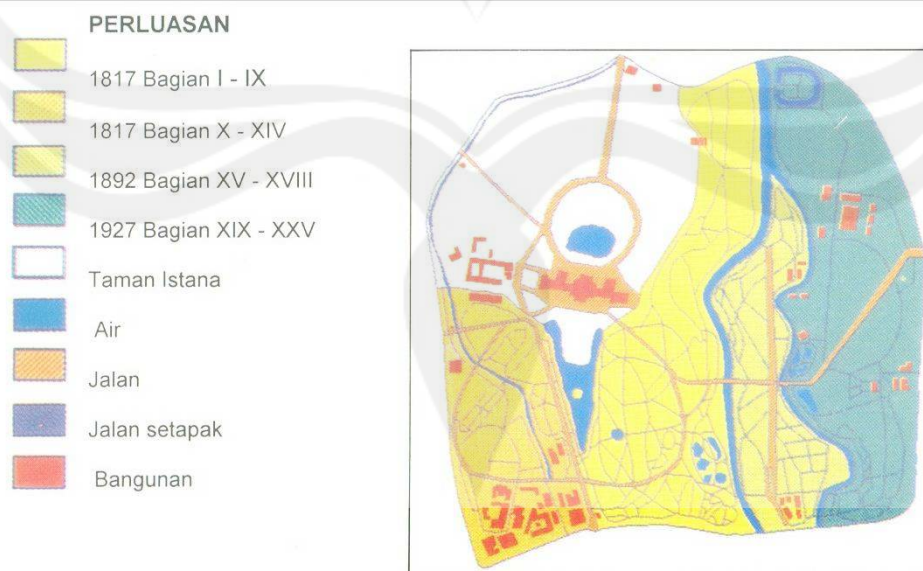 PERLUASAN
1817 Bagian I - IX
1817 Bagian X - XIV
1892 Bagian XV - XVIII
1927 Bagian XIX - XXV
Taman Istana
Air
Jalan
Jalan setapak
Bangunan